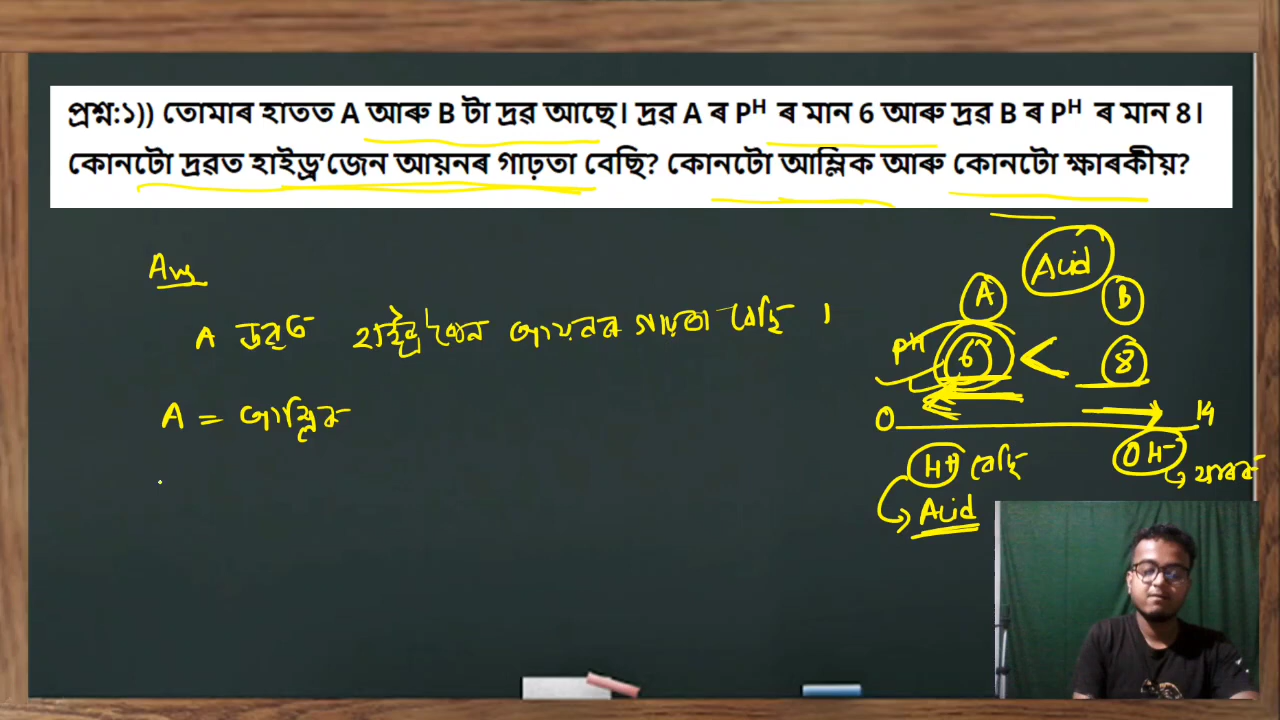 প্ৰশ্ন:১)) তোমাৰ হাতত A আৰু B টা দ্ৰৱ আছে। দ্ৰৱ A ৰ Pᴴ ৰ মান 6 আৰু দ্ৰৱ B ৰ Pᴴ ৰ মান 8।
কোনটো দ্ৰৱত হাইড্ৰ'জেন আয়নৰ গাঢ়তা বেছি? কোনটো আম্লিক আৰু কোনটো ক্ষাৰকীয়?
Ans
A দ্ৰৱত হাইড্ৰ'জেন আয়নৰ গাঢ়তা বেছি ।
A = আম্লিক
Acid
A B
Pᴴ 6 < 8
0 14
H+ বেছি OH-
Acid